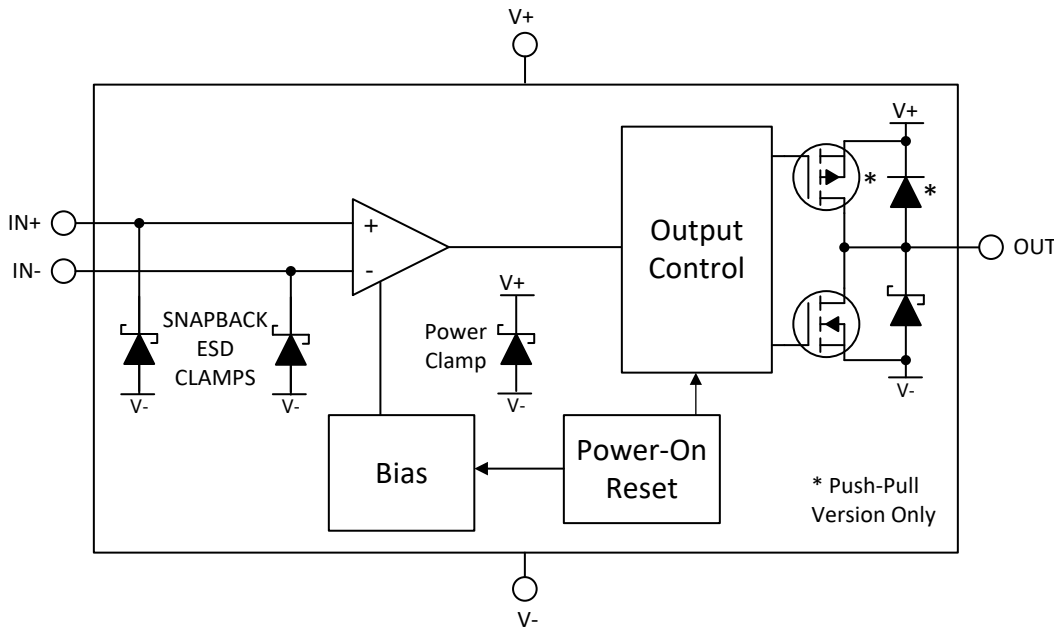 V+
V+
*
*
IN+
+
Output
Control
OUT
IN-
-
V+
SNAPBACK
ESD
CLAMPS
Power
Clamp
V-
V-
V-
V-
Bias
Power-On
Reset
* Push-Pull
Version Only
V-